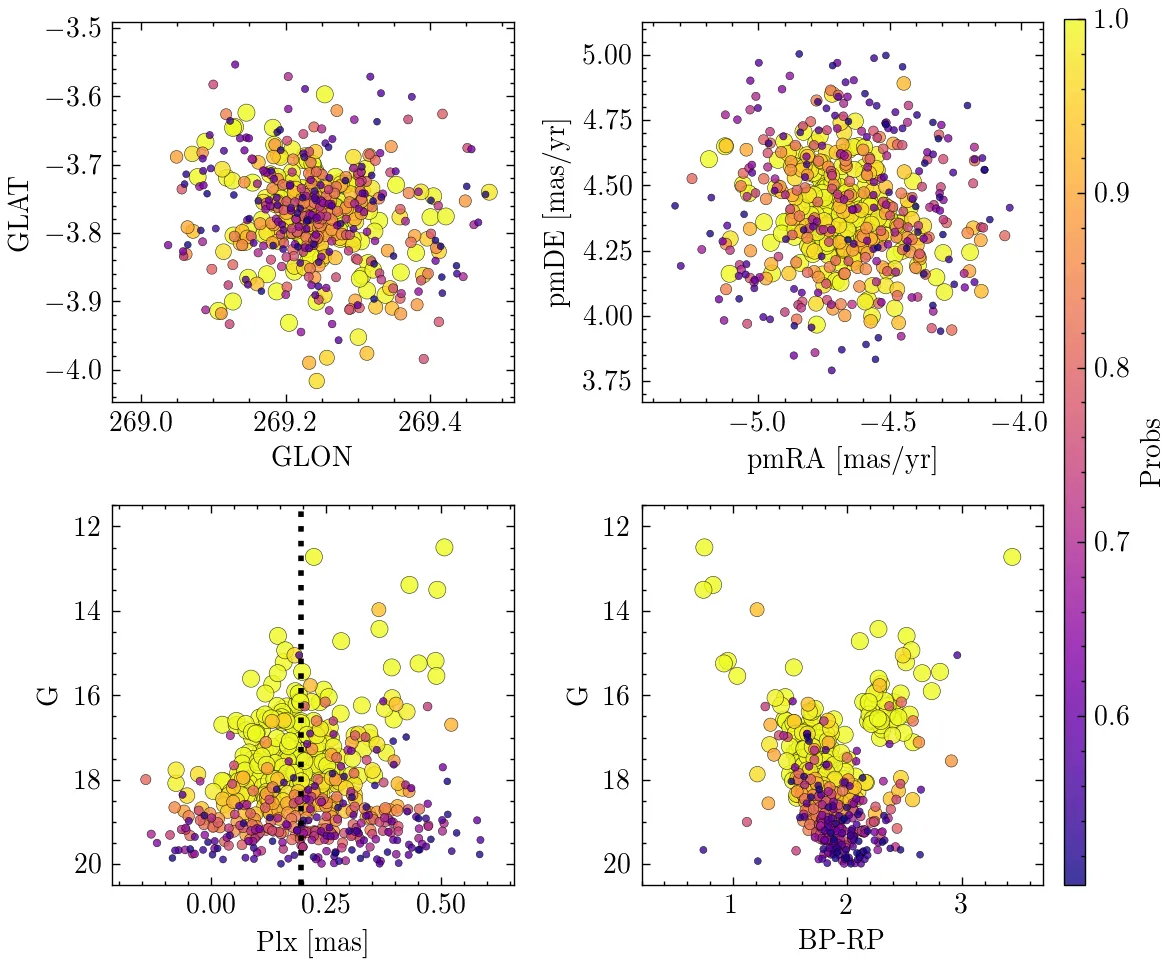 −3.5
−3.6
−3.7
−3.8
−3.9
−4.0
GLAT
269.0 269.2 269.4
GLON
5.00
4.75
4.50
4.25
4.00
3.75
pmDE [mas/yr]
−5.0 −4.5 −4.0
pmRA [mas/yr]
12
14
16
18
20
G
0.00 0.25 0.50
Plx [mas]
12
14
16
18
20
G
1 2 3
BP-RP
1.0
0.9
0.8
0.7
0.6
Probs